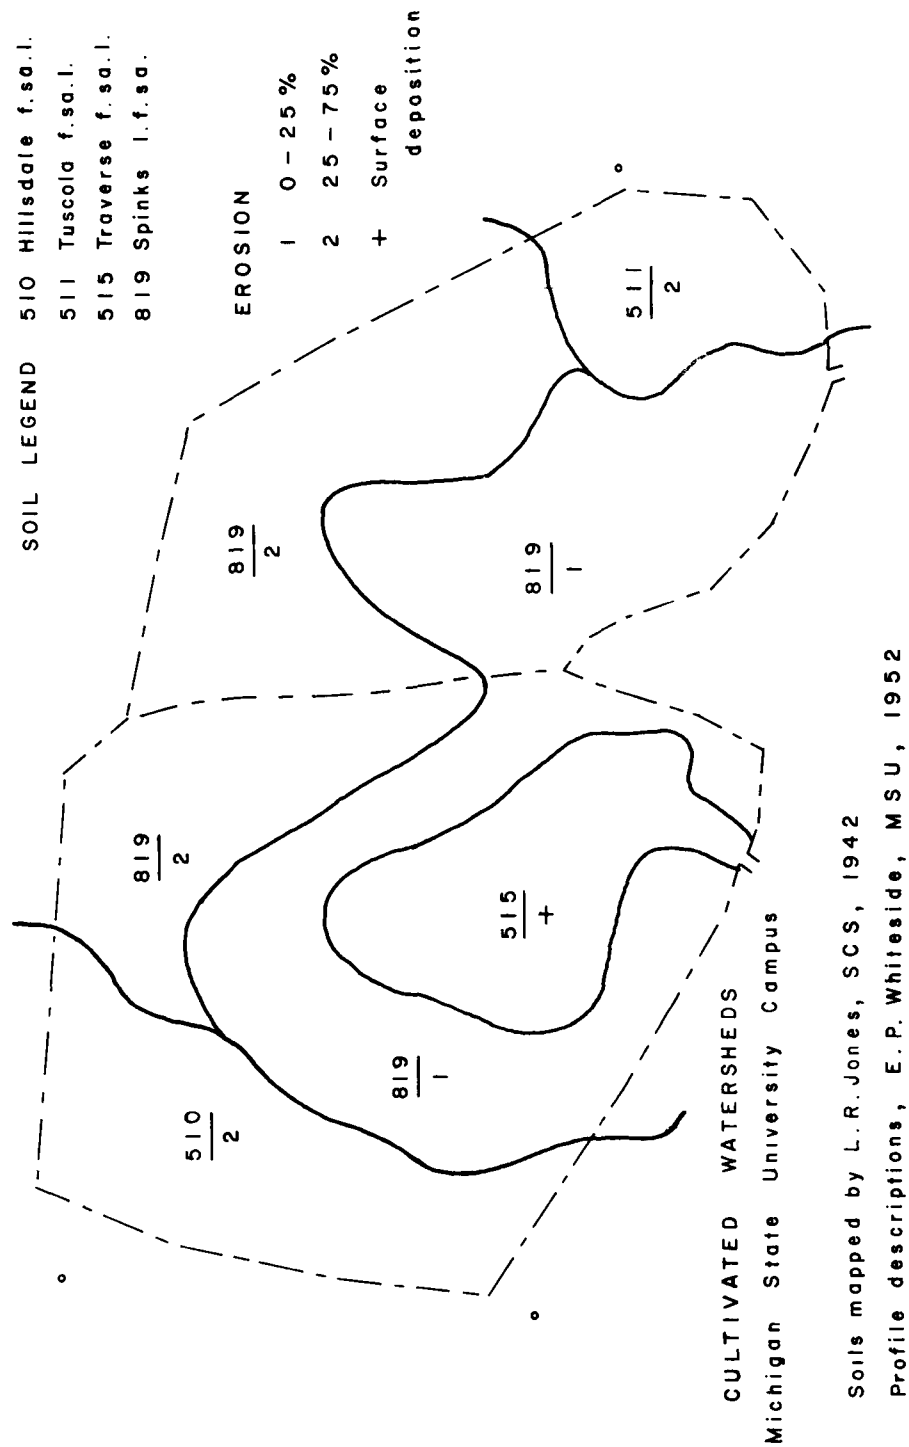 SOIL LEGEND 510 Hillsdale f.sa.l.
511 Tuscola f.sa.l.
515 Traverse f.sa.l.
819 Spinks l.f.sa.
EROSION
1 0-25%
2 25-75%
+ Surface
deposition
819
2
819
2
511
2
510
2
819
1
515
+
819
1
CULTIVATED WATERSHEDS
Michigan State University Campus
Soils mapped by L.R. Jones, SCS, 1942
Profile descriptions, E.P. Whiteside, MSU, 1952